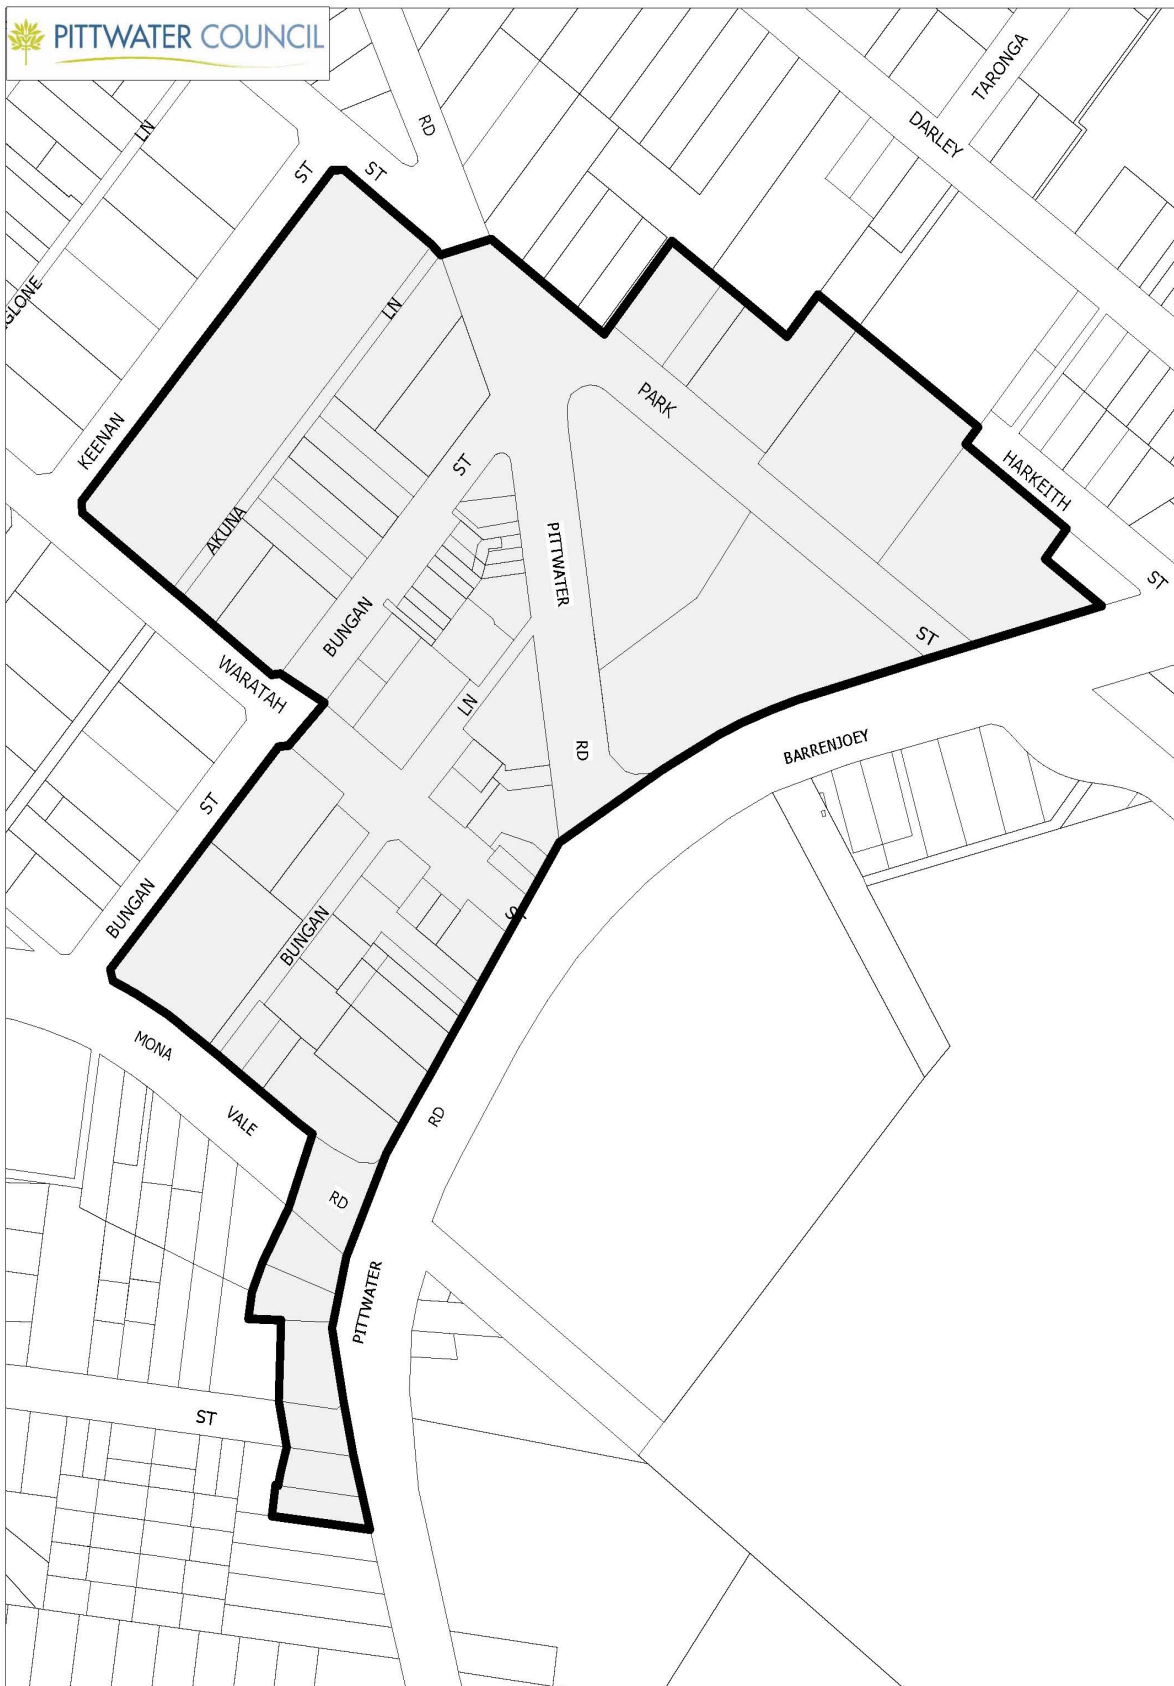 PITTWATER COUNCIL
TARONGA
LN
RD
DARLEY
ST
ST
GLONE
LN
PARK
KEENAN
ST
HARKEITH
AKUNA
PITTWATER
ST
BUNGAN
ST
WARATAH
LN
RD
BARRENJOEY
ST
BUNGAN
BUNGAN
ST
MONA
VALE
RD
RD
PITTWATER
ST